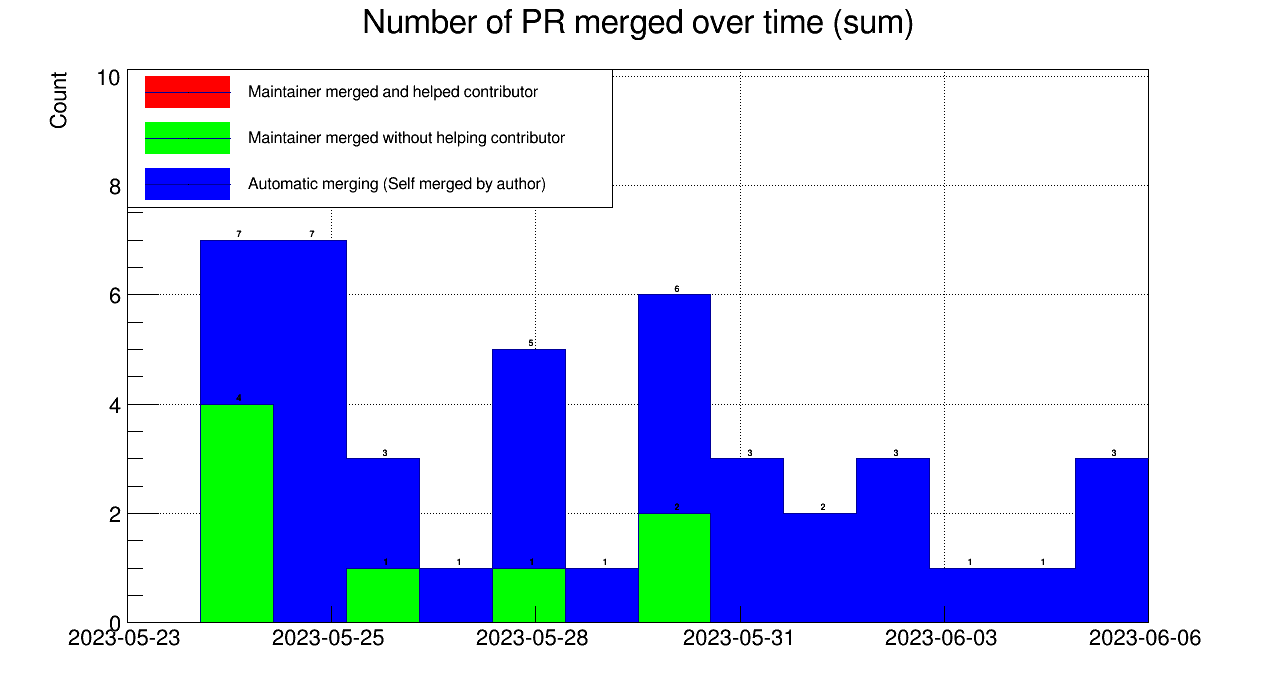 Number of PR merged over time (sum)
Count
10
8
6
4
2
0
Maintainer merged and helped contributor
Maintainer merged without helping contributor
Automatic merging (Self merged by author)
7 7
6
5
4
3 3 3 3
2 2
1 1 1 1 1 1
2023-05-23 2023-05-25 2023-05-28 2023-05-31 2023-06-03 2023-06-06